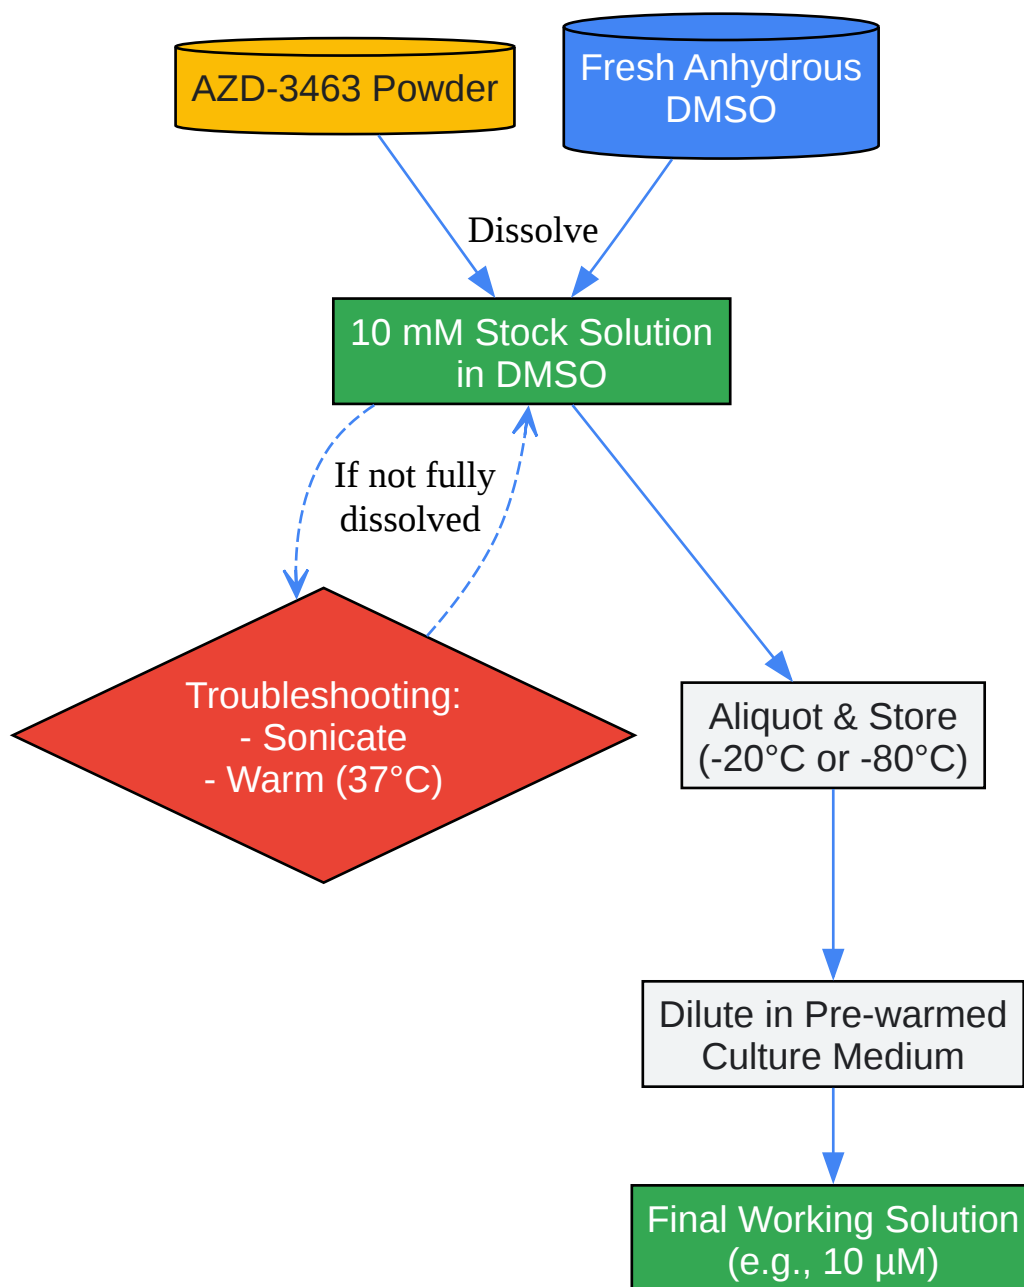 AZD-3463 Powder
Fresh Anhydrous
DMSO
Dissolve
10 mM Stock Solution
in DMSO
If not fully
dissolved
Troubleshooting:
- Sonicate
- Warm (37°C)
Aliquot & Store
(-20°C or -80°C)
Dilute in Pre-warmed
Culture Medium
Final Working Solution
(e.g., 10 µM)